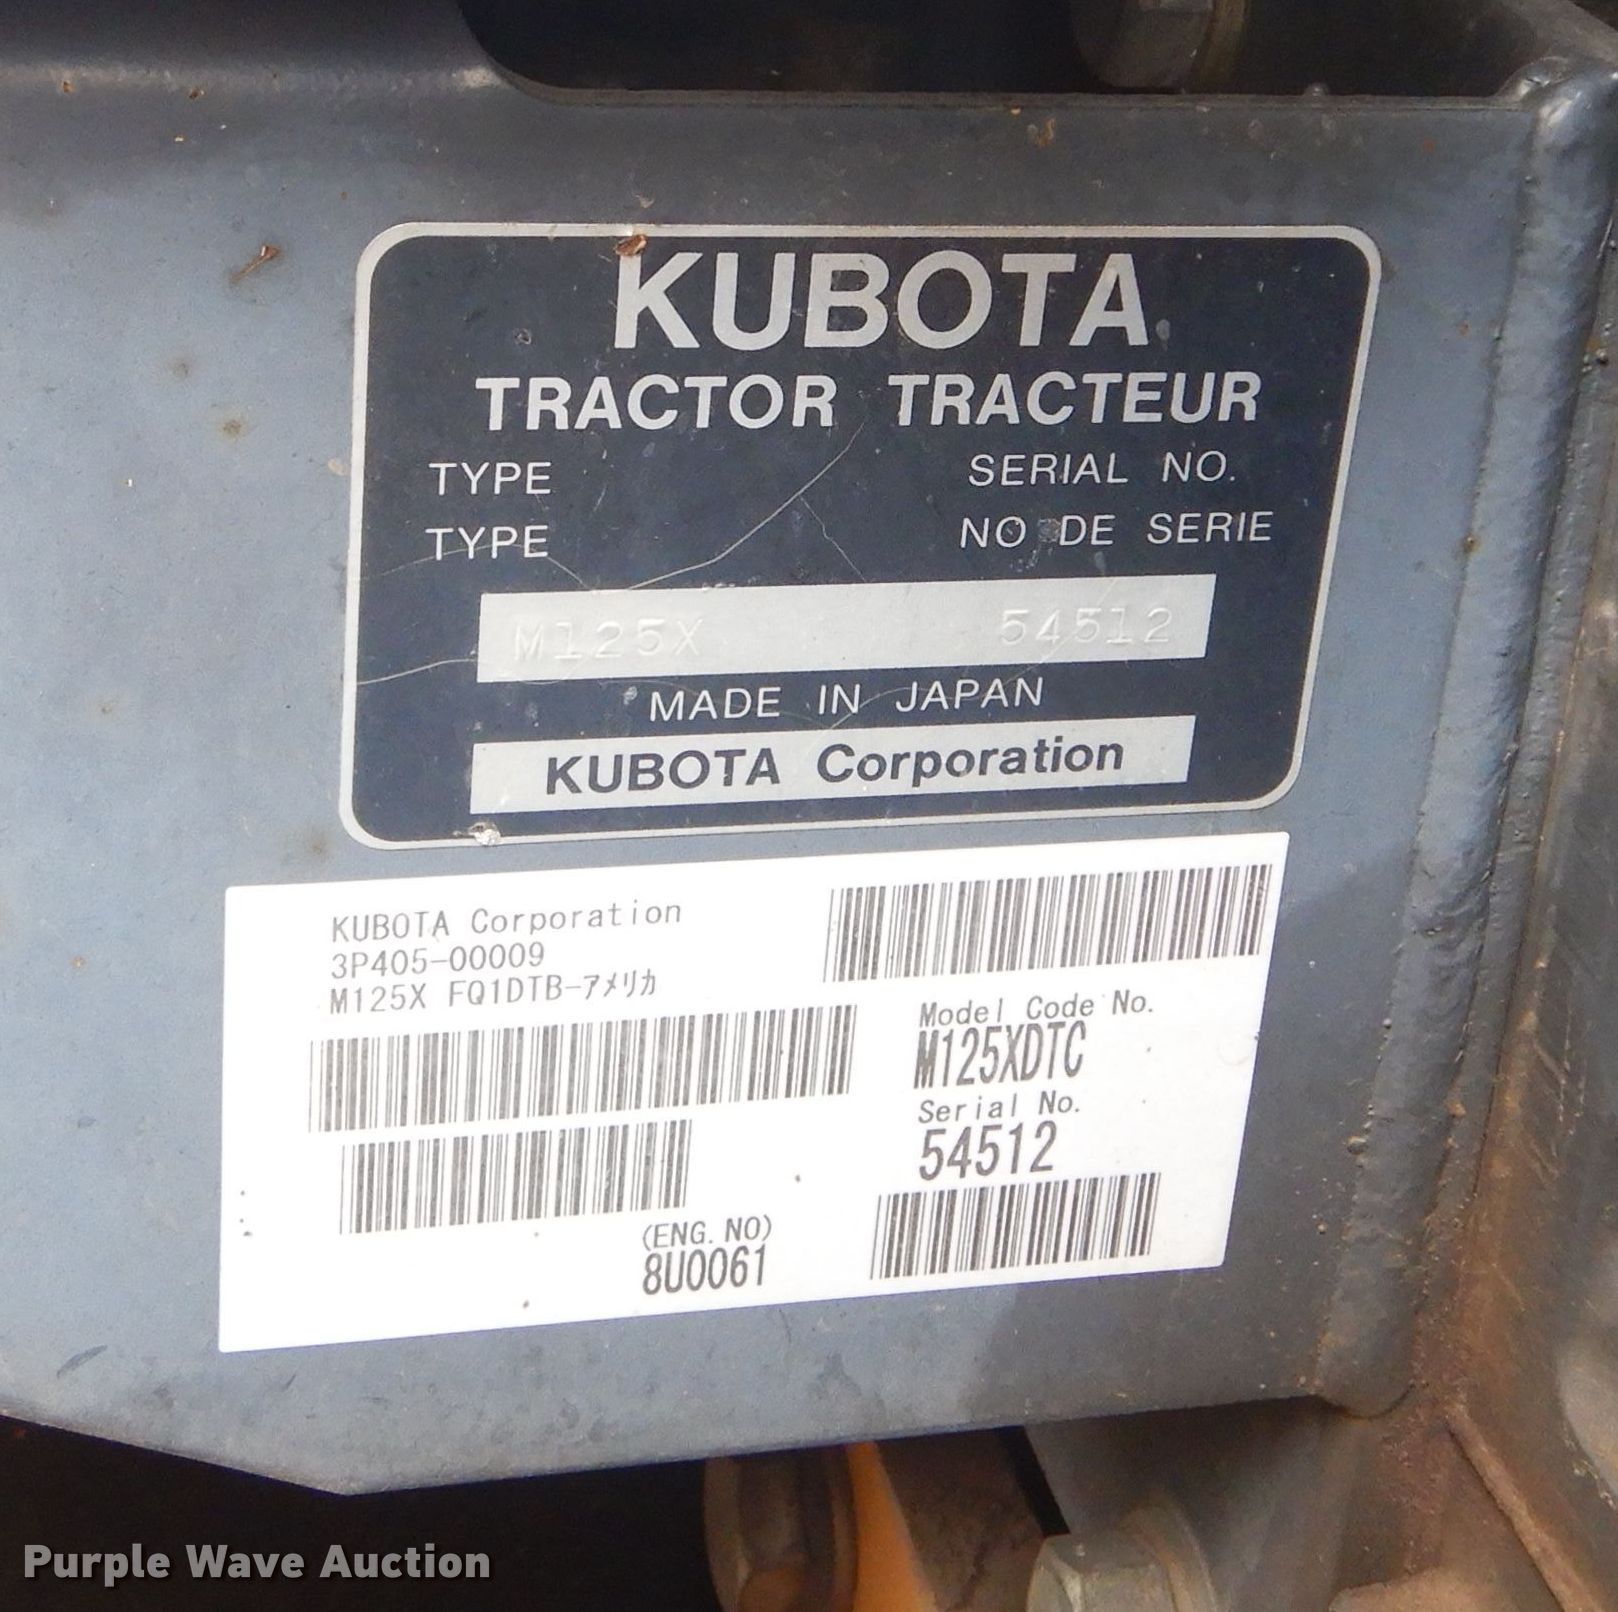 KUBOTA
TRACTOR TRACTEUR
TYPE SERIAL NO.
TYPE NO DE SERIE
M125X 54512
MADE IN JAPAN
KUBOTA Corporation
KUBOTA Corporation
3P405-00009
M125X FQ1DTB-アメリカ
Model Code No.
M125XDTC
Serial No.
54512
(ENG. NO)
8U0061
Purple Wave Auction